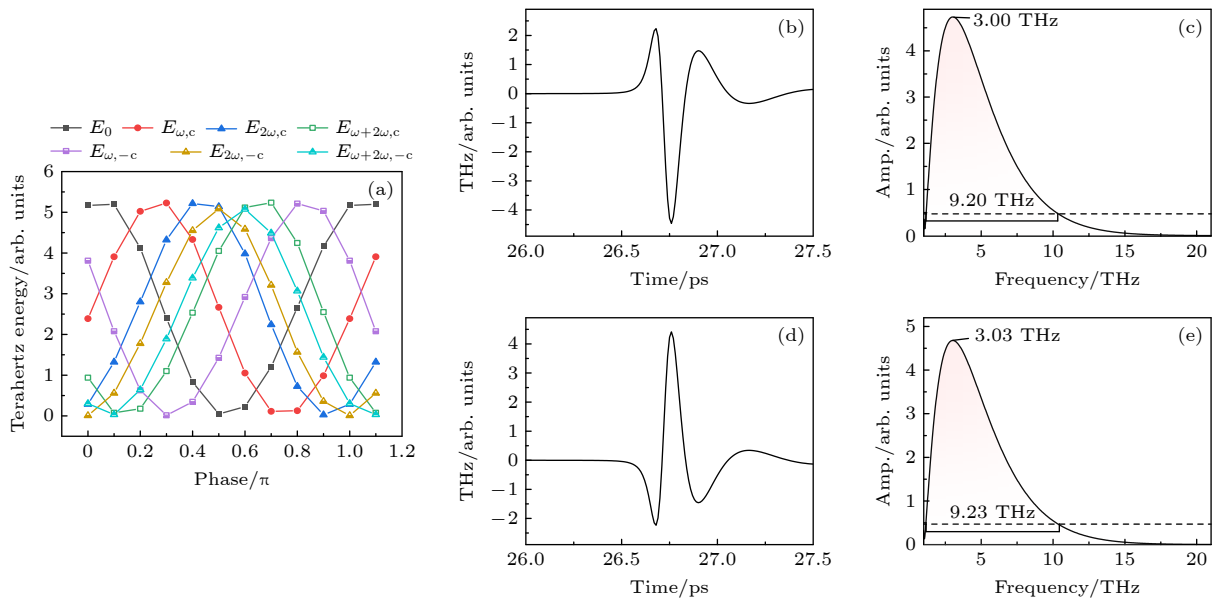 E0 Eω,c E2ω,c Eω+2ω,c
Eω,−c E2ω,−c Eω+2ω,−c
(a)
Terahertz energy/arb. units
6
5
4
3
2
1
0
0 0.2 0.4 0.6 0.8 1.0 1.2
Phase/π
(b)
THz/arb. units
2
1
0
−1
−2
−3
−4
26.0 26.5 27.0 27.5
Time/ps
(c)
3.00 THz
Amp./arb. units
4
3
2
1
0
9.20 THz
5 10 15 20
Frequency/THz
(d)
THz/arb. units
4
3
2
1
0
−1
−2
26.0 26.5 27.0 27.5
Time/ps
(e)
3.03 THz
Amp./arb. units
5
4
3
2
1
0
9.23 THz
5 10 15 20
Frequency/THz